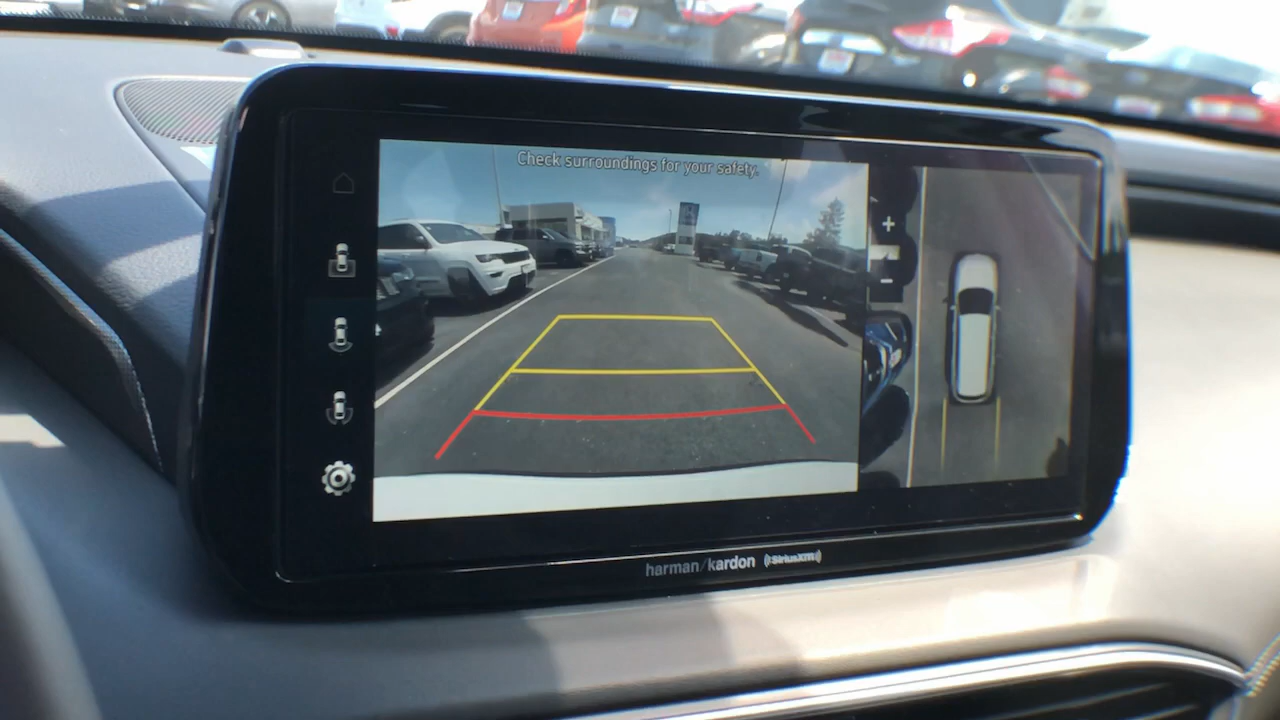 Check surroundings for your safety.
+
-
harman/kardon
((SiriusXM))